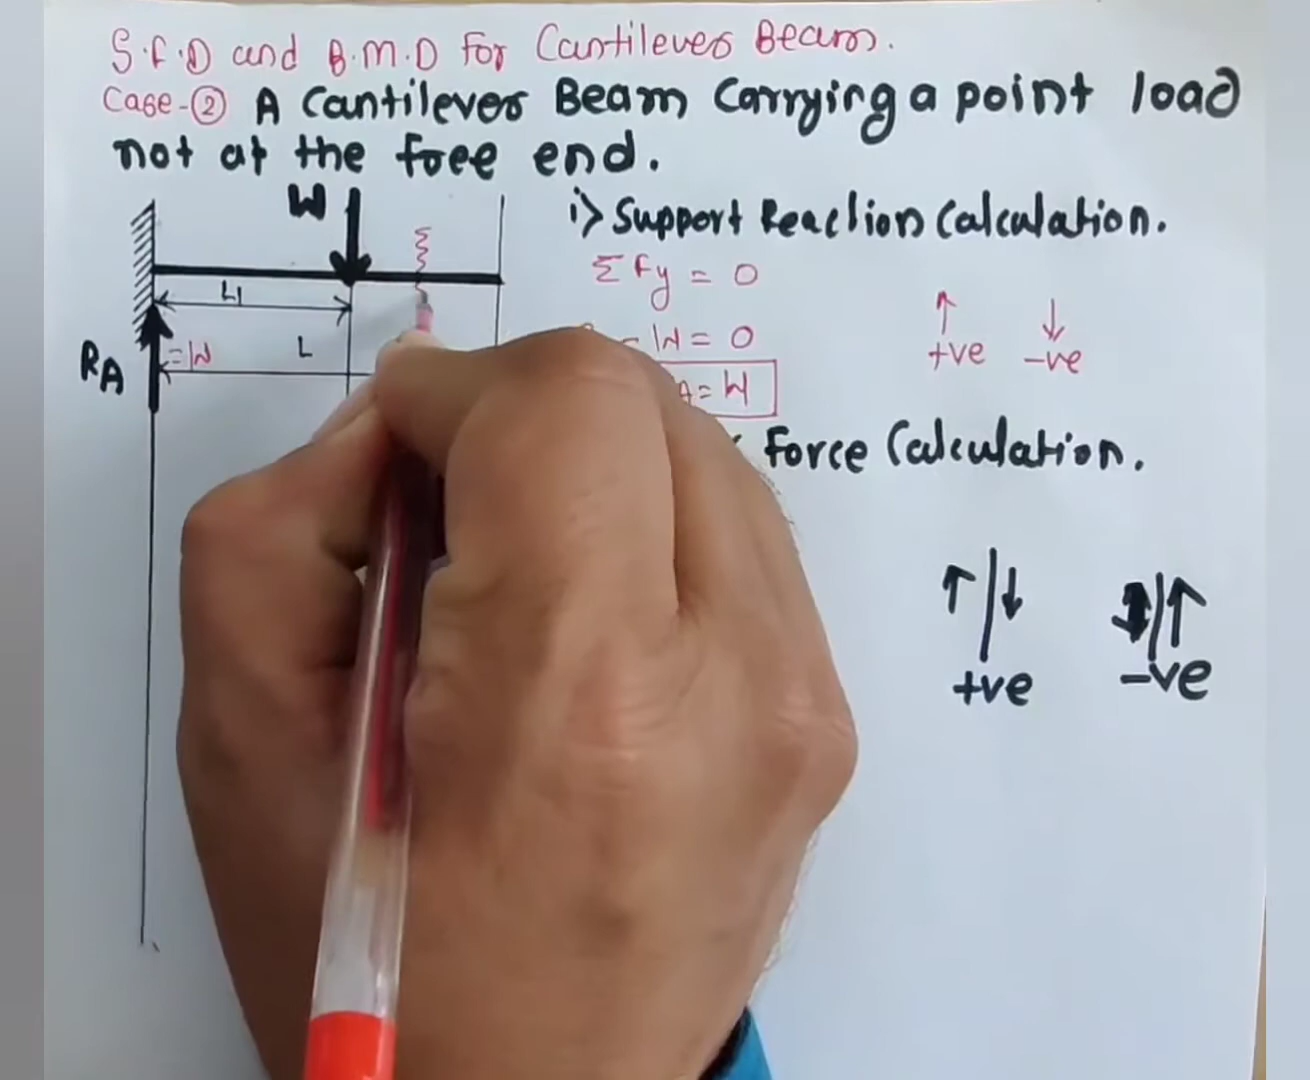 S.F.D and B.M.D For Cantilever Beam.
Case-② A Cantilever Beam Carrying a point load
not at the free end.
W
L1
L
RA
=W
i> Support Reaction Calculation.
ΣFy = 0
- W = 0
A = W
↑ ↓
+ve -ve
Force Calculation.
↑|↓ ↓|↑
+ve -ve